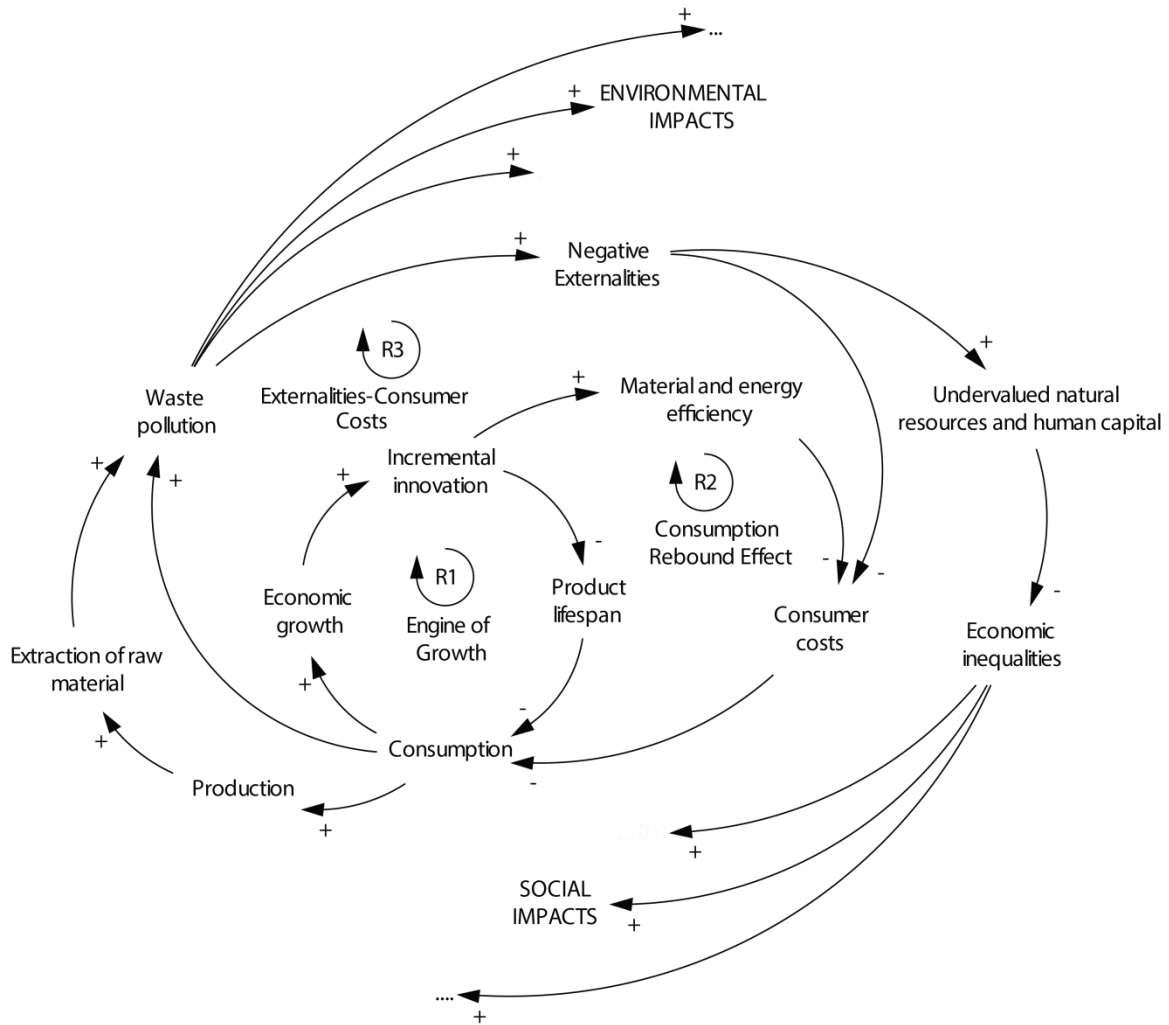 +
...
+
ENVIRONMENTAL
IMPACTS
+
+
Negative
Externalities
R3
Externalities-Consumer
Costs
+
Waste
pollution
+
Material and energy
efficiency
Undervalued natural
resources and human capital
+
+
+
Incremental
innovation
R2
Consumption
Rebound Effect
-
-
-
-
R1
Engine of
Growth
Economic
growth
Product
lifespan
Consumer
costs
Economic
inequalities
Extraction of raw
material
+
-
+
Consumption
-
Production
+
+
SOCIAL
IMPACTS
+
....
+